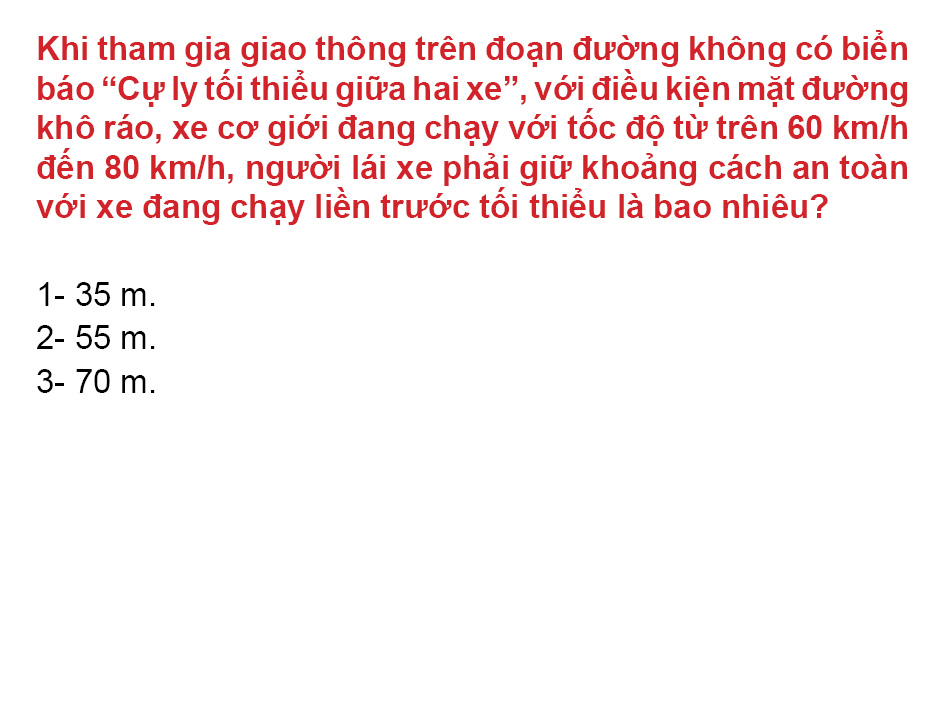 Khi tham gia giao thông trên đoạn đường không có biển
báo “Cự ly tối thiểu giữa hai xe”, với điều kiện mặt đường
khô ráo, xe cơ giới đang chạy với tốc độ từ trên 60 km/h
đến 80 km/h, người lái xe phải giữ khoảng cách an toàn
với xe đang chạy liền trước tối thiểu là bao nhiêu?
1- 35 m.
2- 55 m.
3- 70 m.